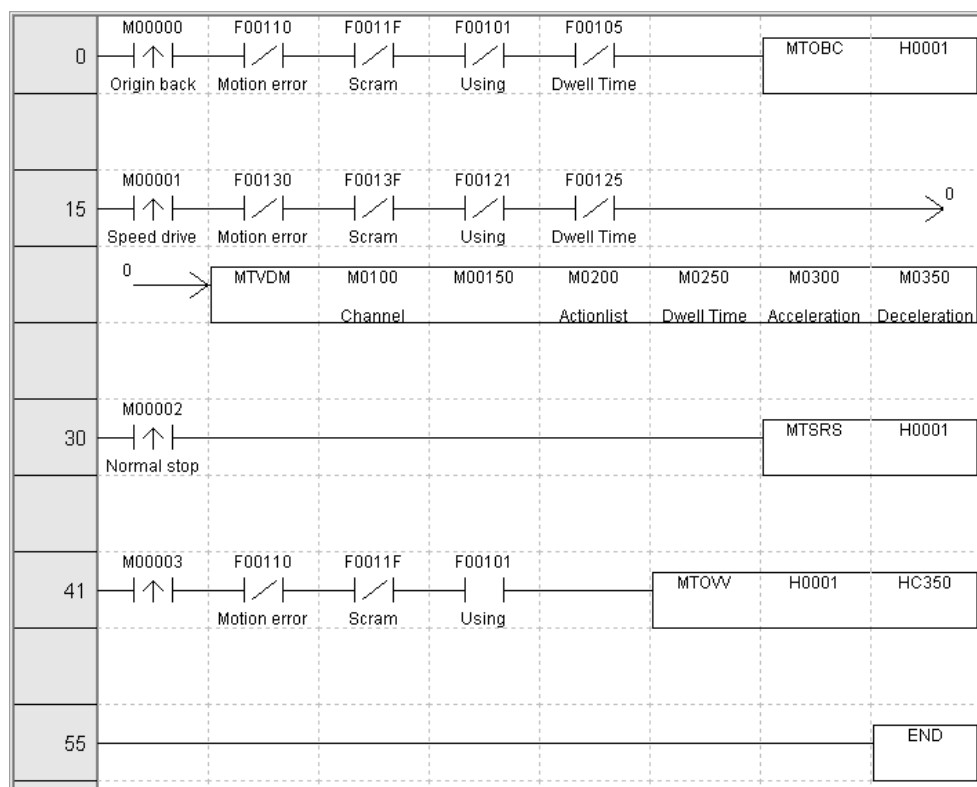 M00000 F00110 F0011F F00101 F00105
0 MTOBC H0001
Origin back Motion error Scram Using Dwell Time
M00001 F00130 F0013F F00121 F00125
15 0
Speed drive Motion error Scram Using Dwell Time
0 MTVDM M0100 M00150 M0200 M0250 M0300 M0350
Channel Actionlist Dwell Time Acceleration Deceleration
M00002
30 MTSRS H0001
Normal stop
M00003 F00110 F0011F F00101
41 MTOVV H0001 HC350
Motion error Scram Using
55 END